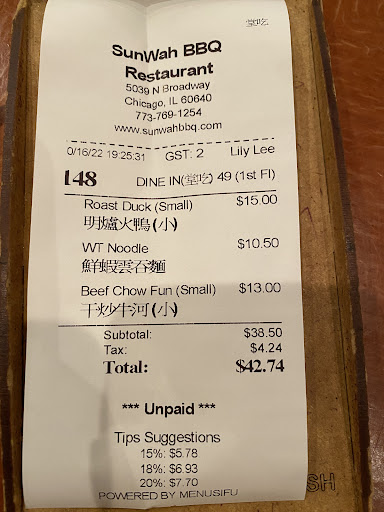 堂吃
SunWah BBQ
Restaurant
5039 N Broadway
Chicago, IL 60640
773-769-1254
www.sunwahbbq.com
0/16/22 19:25:31 GST: 2 Lily Lee
148 DINE IN(堂吃) 49 (1st Fl)
Roast Duck (Small) $15.00
明爐火鴨(小)
WT Noodle $10.50
鮮蝦雲吞麵
Beef Chow Fun (Small) $13.00
干炒牛河(小)
Subtotal: $38.50
Tax: $4.24
Total: $42.74
*** Unpaid ***
Tips Suggestions
15%: $5.78
18%: $6.93
20%: $7.70
POWERED BY MENUSIFU
SH